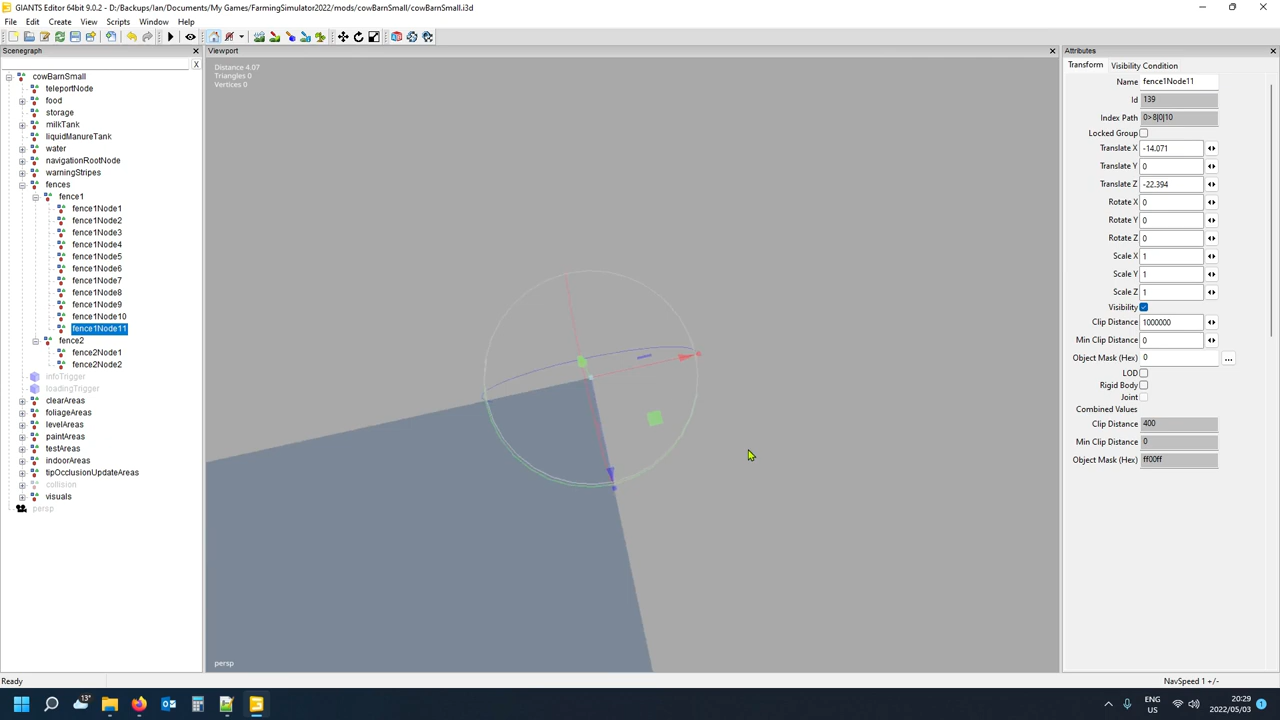 GIANTS Editor 64bit 9.0.2 - D:/Backups/Ian/Documents/My Games/FarmingSimulator2022/mods/cowBarnSmall/cowBarnSmall.i3d
File Edit Create View Scripts Window Help
Scenegraph
X
cowBarnSmall
teleportNode
food
storage
milkTank
liquidManureTank
water
navigationRootNode
warningStripes
fences
fence1
fence1Node1
fence1Node2
fence1Node3
fence1Node4
fence1Node5
fence1Node6
fence1Node7
fence1Node8
fence1Node9
fence1Node10
fence1Node11
fence2
fence2Node1
fence2Node2
infoTrigger
loadingTrigger
clearAreas
foliageAreas
levelAreas
paintAreas
testAreas
indoorAreas
tipOcclusionUpdateAreas
collision
visuals
persp
Viewport
Distance 4.07
Triangles 0
Vertices 0
persp
Attributes
Transform Visibility Condition
Name fence1Node11
Id 139
Index Path 0>8|0|10
Locked Group
Translate X -14.071
Translate Y 0
Translate Z -22.394
Rotate X 0
Rotate Y 0
Rotate Z 0
Scale X 1
Scale Y 1
Scale Z 1
Visibility
Clip Distance 1000000
Min Clip Distance 0
Object Mask (Hex) 0 ...
LOD
Rigid Body
Joint
Combined Values
Clip Distance 400
Min Clip Distance 0
Object Mask (Hex) ff00ff
Ready
NavSpeed 1 +/-
13°
ENG
US
20:29
2022/05/03
1